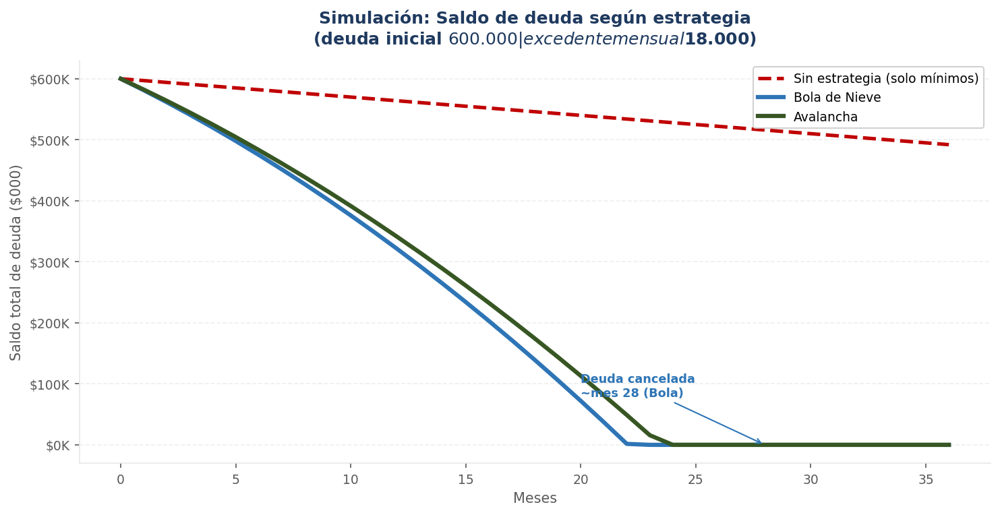 Simulación: Saldo de deuda según estrategia
(deuda inicial 600.000|excedentemensual18.000)
Sin estrategia (solo mínimos)
Bola de Nieve
Avalancha
Saldo total de deuda ($000)
$600K
$500K
$400K
$300K
$200K
$100K
$0K
Deuda cancelada
~mes 28 (Bola)
0 5 10 15 20 25 30 35
Meses